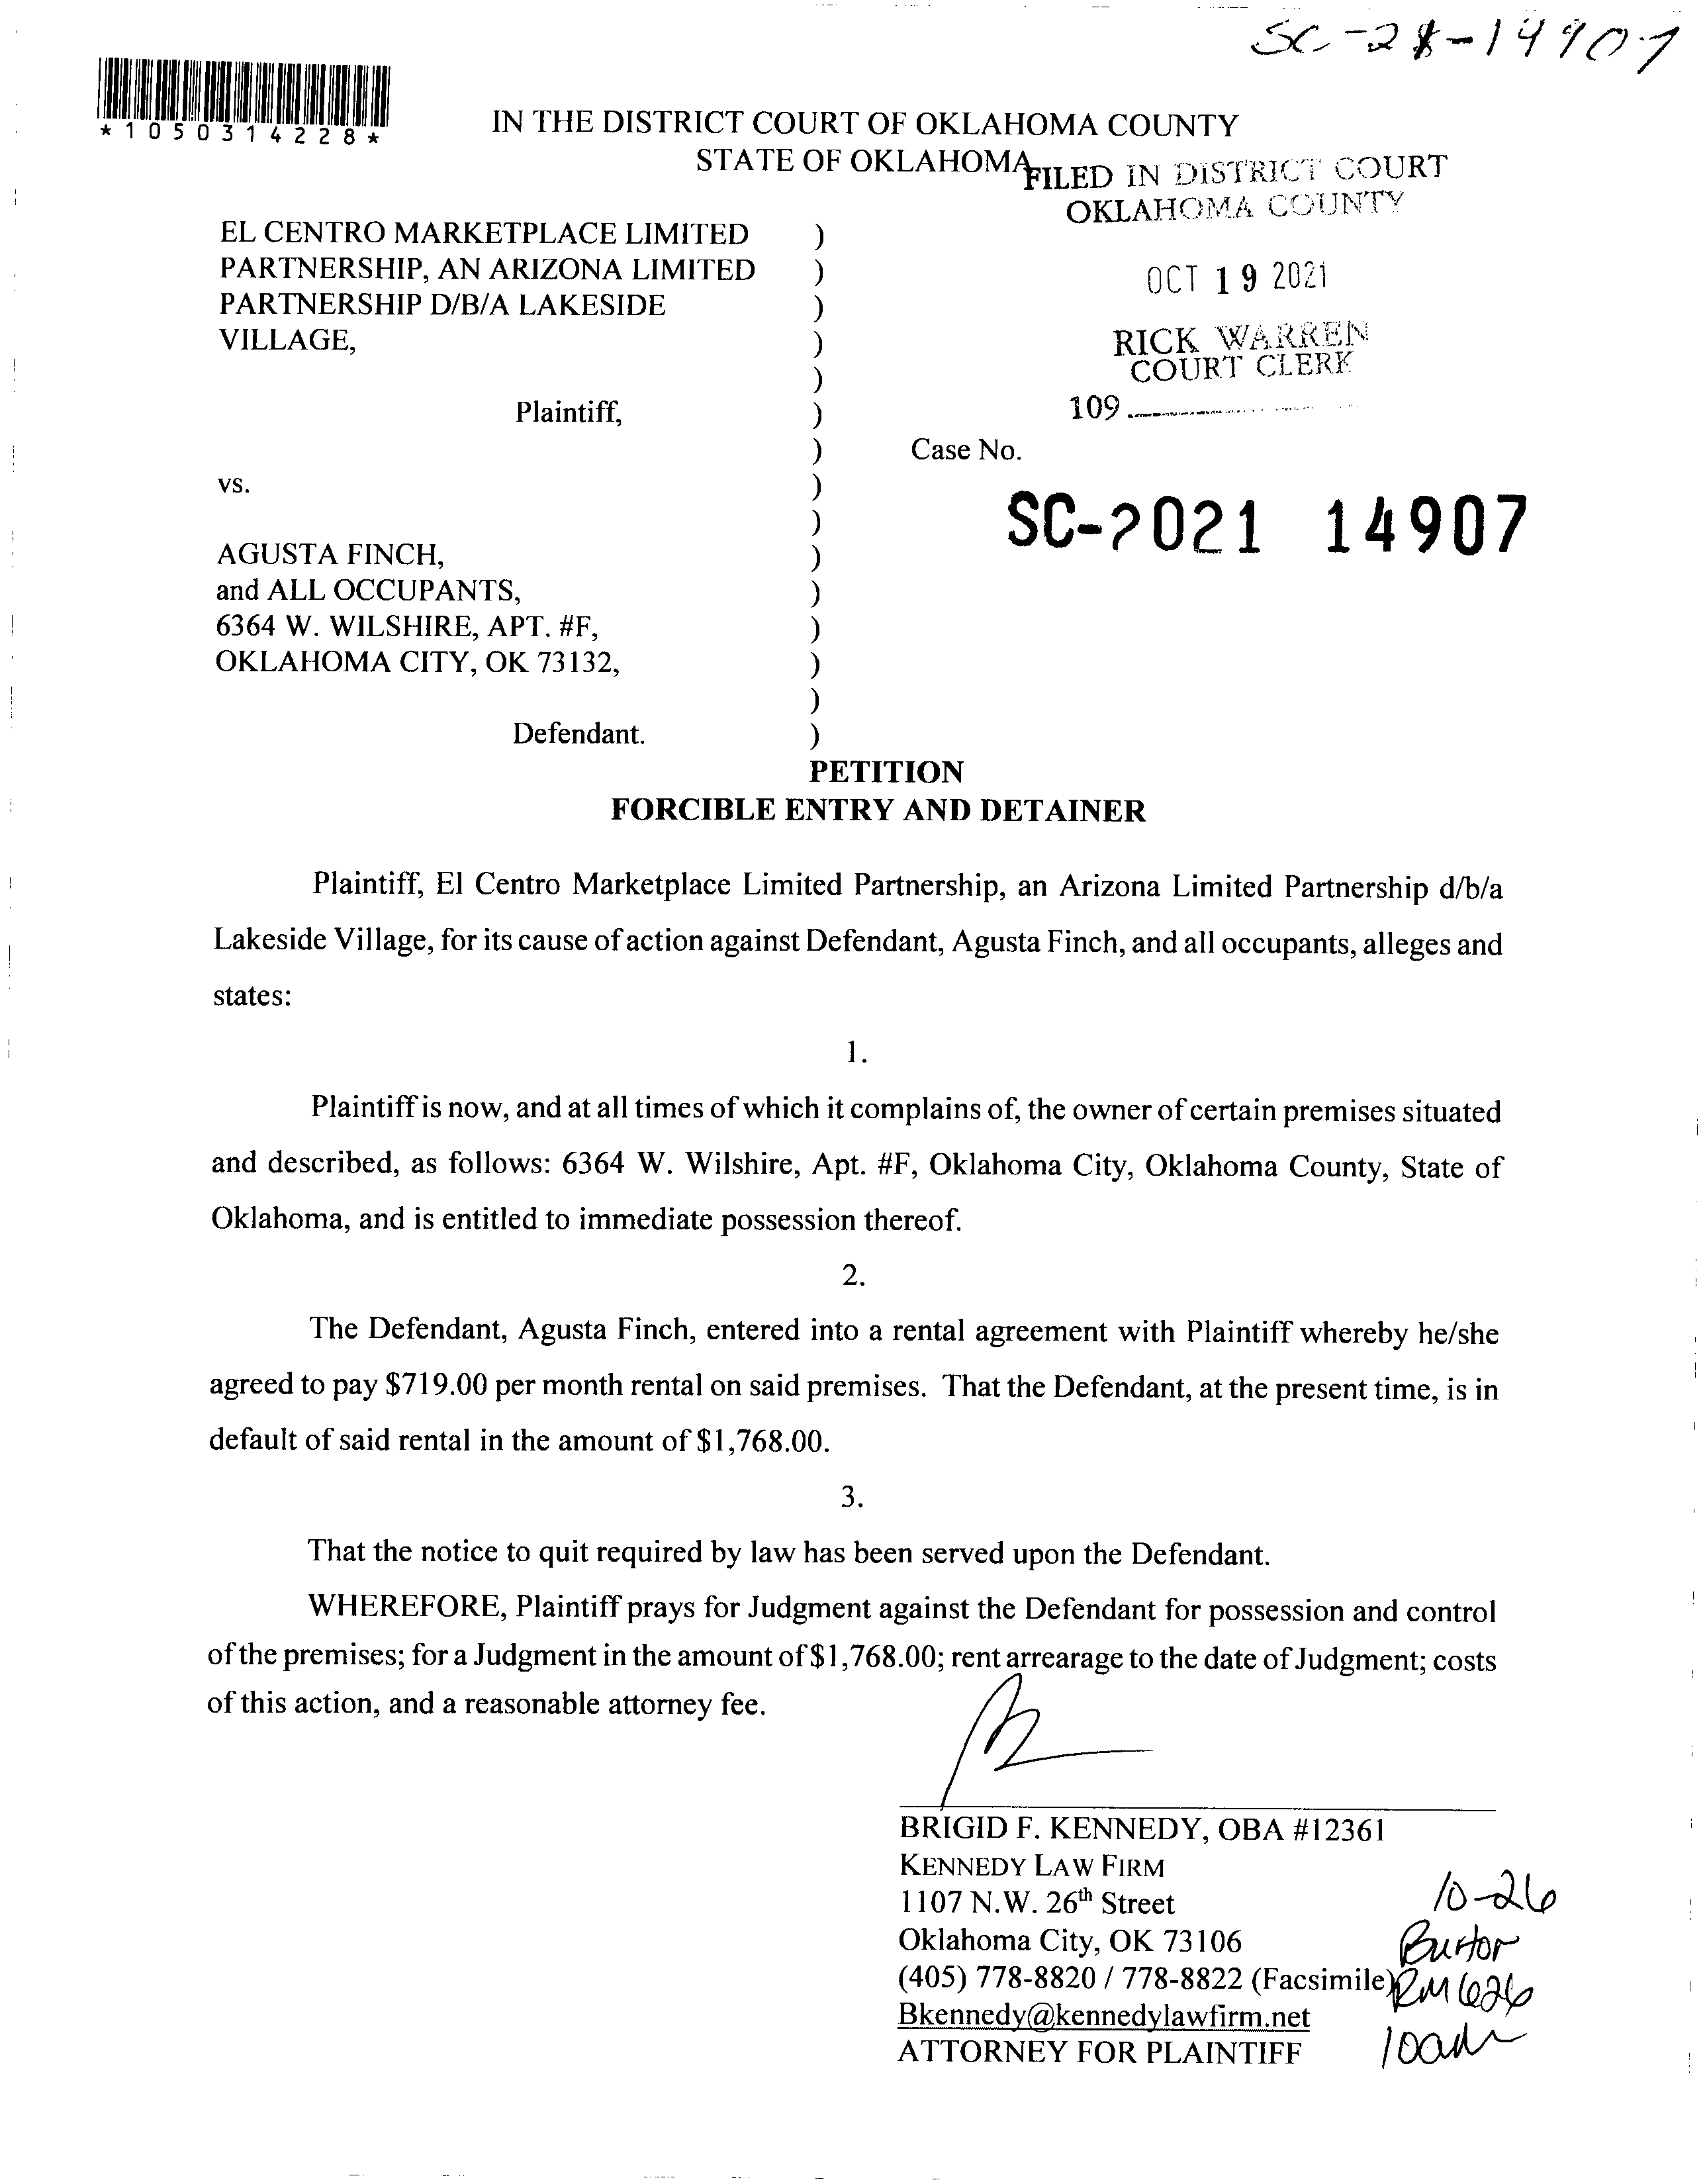 SC-21-14907
*1050314228*
IN THE DISTRICT COURT OF OKLAHOMA COUNTY
STATE OF OKLAHOMA
FILED IN DISTRICT COURT
OKLAHOMA COUNTY
OCT 19 2021
RICK WARREN
COURT CLERK
109
EL CENTRO MARKETPLACE LIMITED )
PARTNERSHIP, AN ARIZONA LIMITED )
PARTNERSHIP D/B/A LAKESIDE )
VILLAGE, )
)
Plaintiff, )
) Case No.
vs. )
) SC-2021 14907
AGUSTA FINCH, )
and ALL OCCUPANTS, )
6364 W. WILSHIRE, APT. #F, )
OKLAHOMA CITY, OK 73132, )
)
Defendant. )
PETITION
FORCIBLE ENTRY AND DETAINER
Plaintiff, El Centro Marketplace Limited Partnership, an Arizona Limited Partnership d/b/a
Lakeside Village, for its cause of action against Defendant, Agusta Finch, and all occupants, alleges and
states:
1.
Plaintiff is now, and at all times of which it complains of, the owner of certain premises situated
and described, as follows: 6364 W. Wilshire, Apt. #F, Oklahoma City, Oklahoma County, State of
Oklahoma, and is entitled to immediate possession thereof.
2.
The Defendant, Agusta Finch, entered into a rental agreement with Plaintiff whereby he/she
agreed to pay $719.00 per month rental on said premises. That the Defendant, at the present time, is in
default of said rental in the amount of $1,768.00.
3.
That the notice to quit required by law has been served upon the Defendant.
WHEREFORE, Plaintiff prays for Judgment against the Defendant for possession and control
of the premises; for a Judgment in the amount of $1,768.00; rent arrearage to the date of Judgment; costs
of this action, and a reasonable attorney fee.
BRIGID F. KENNEDY, OBA #12361
KENNEDY LAW FIRM
1107 N.W. 26th Street
Oklahoma City, OK 73106
(405) 778-8820 / 778-8822 (Facsimile)
Bkennedy@kennedylawfirm.net
ATTORNEY FOR PLAINTIFF
10-26
Burtor
RM 626
10am